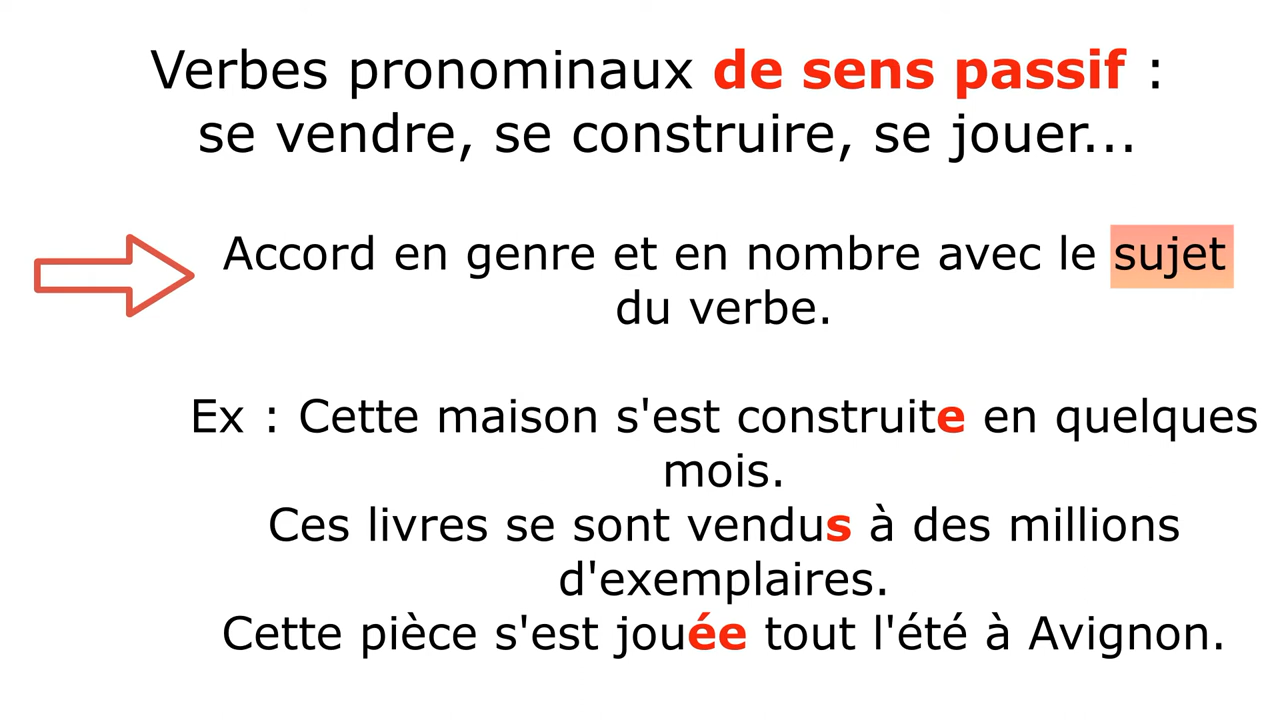 Verbes pronominaux de sens passif :
se vendre, se construire, se jouer...
Accord en genre et en nombre avec le sujet
du verbe.
Ex : Cette maison s'est construite en quelques
mois.
Ces livres se sont vendus à des millions
d'exemplaires.
Cette pièce s'est jouée tout l'été à Avignon.